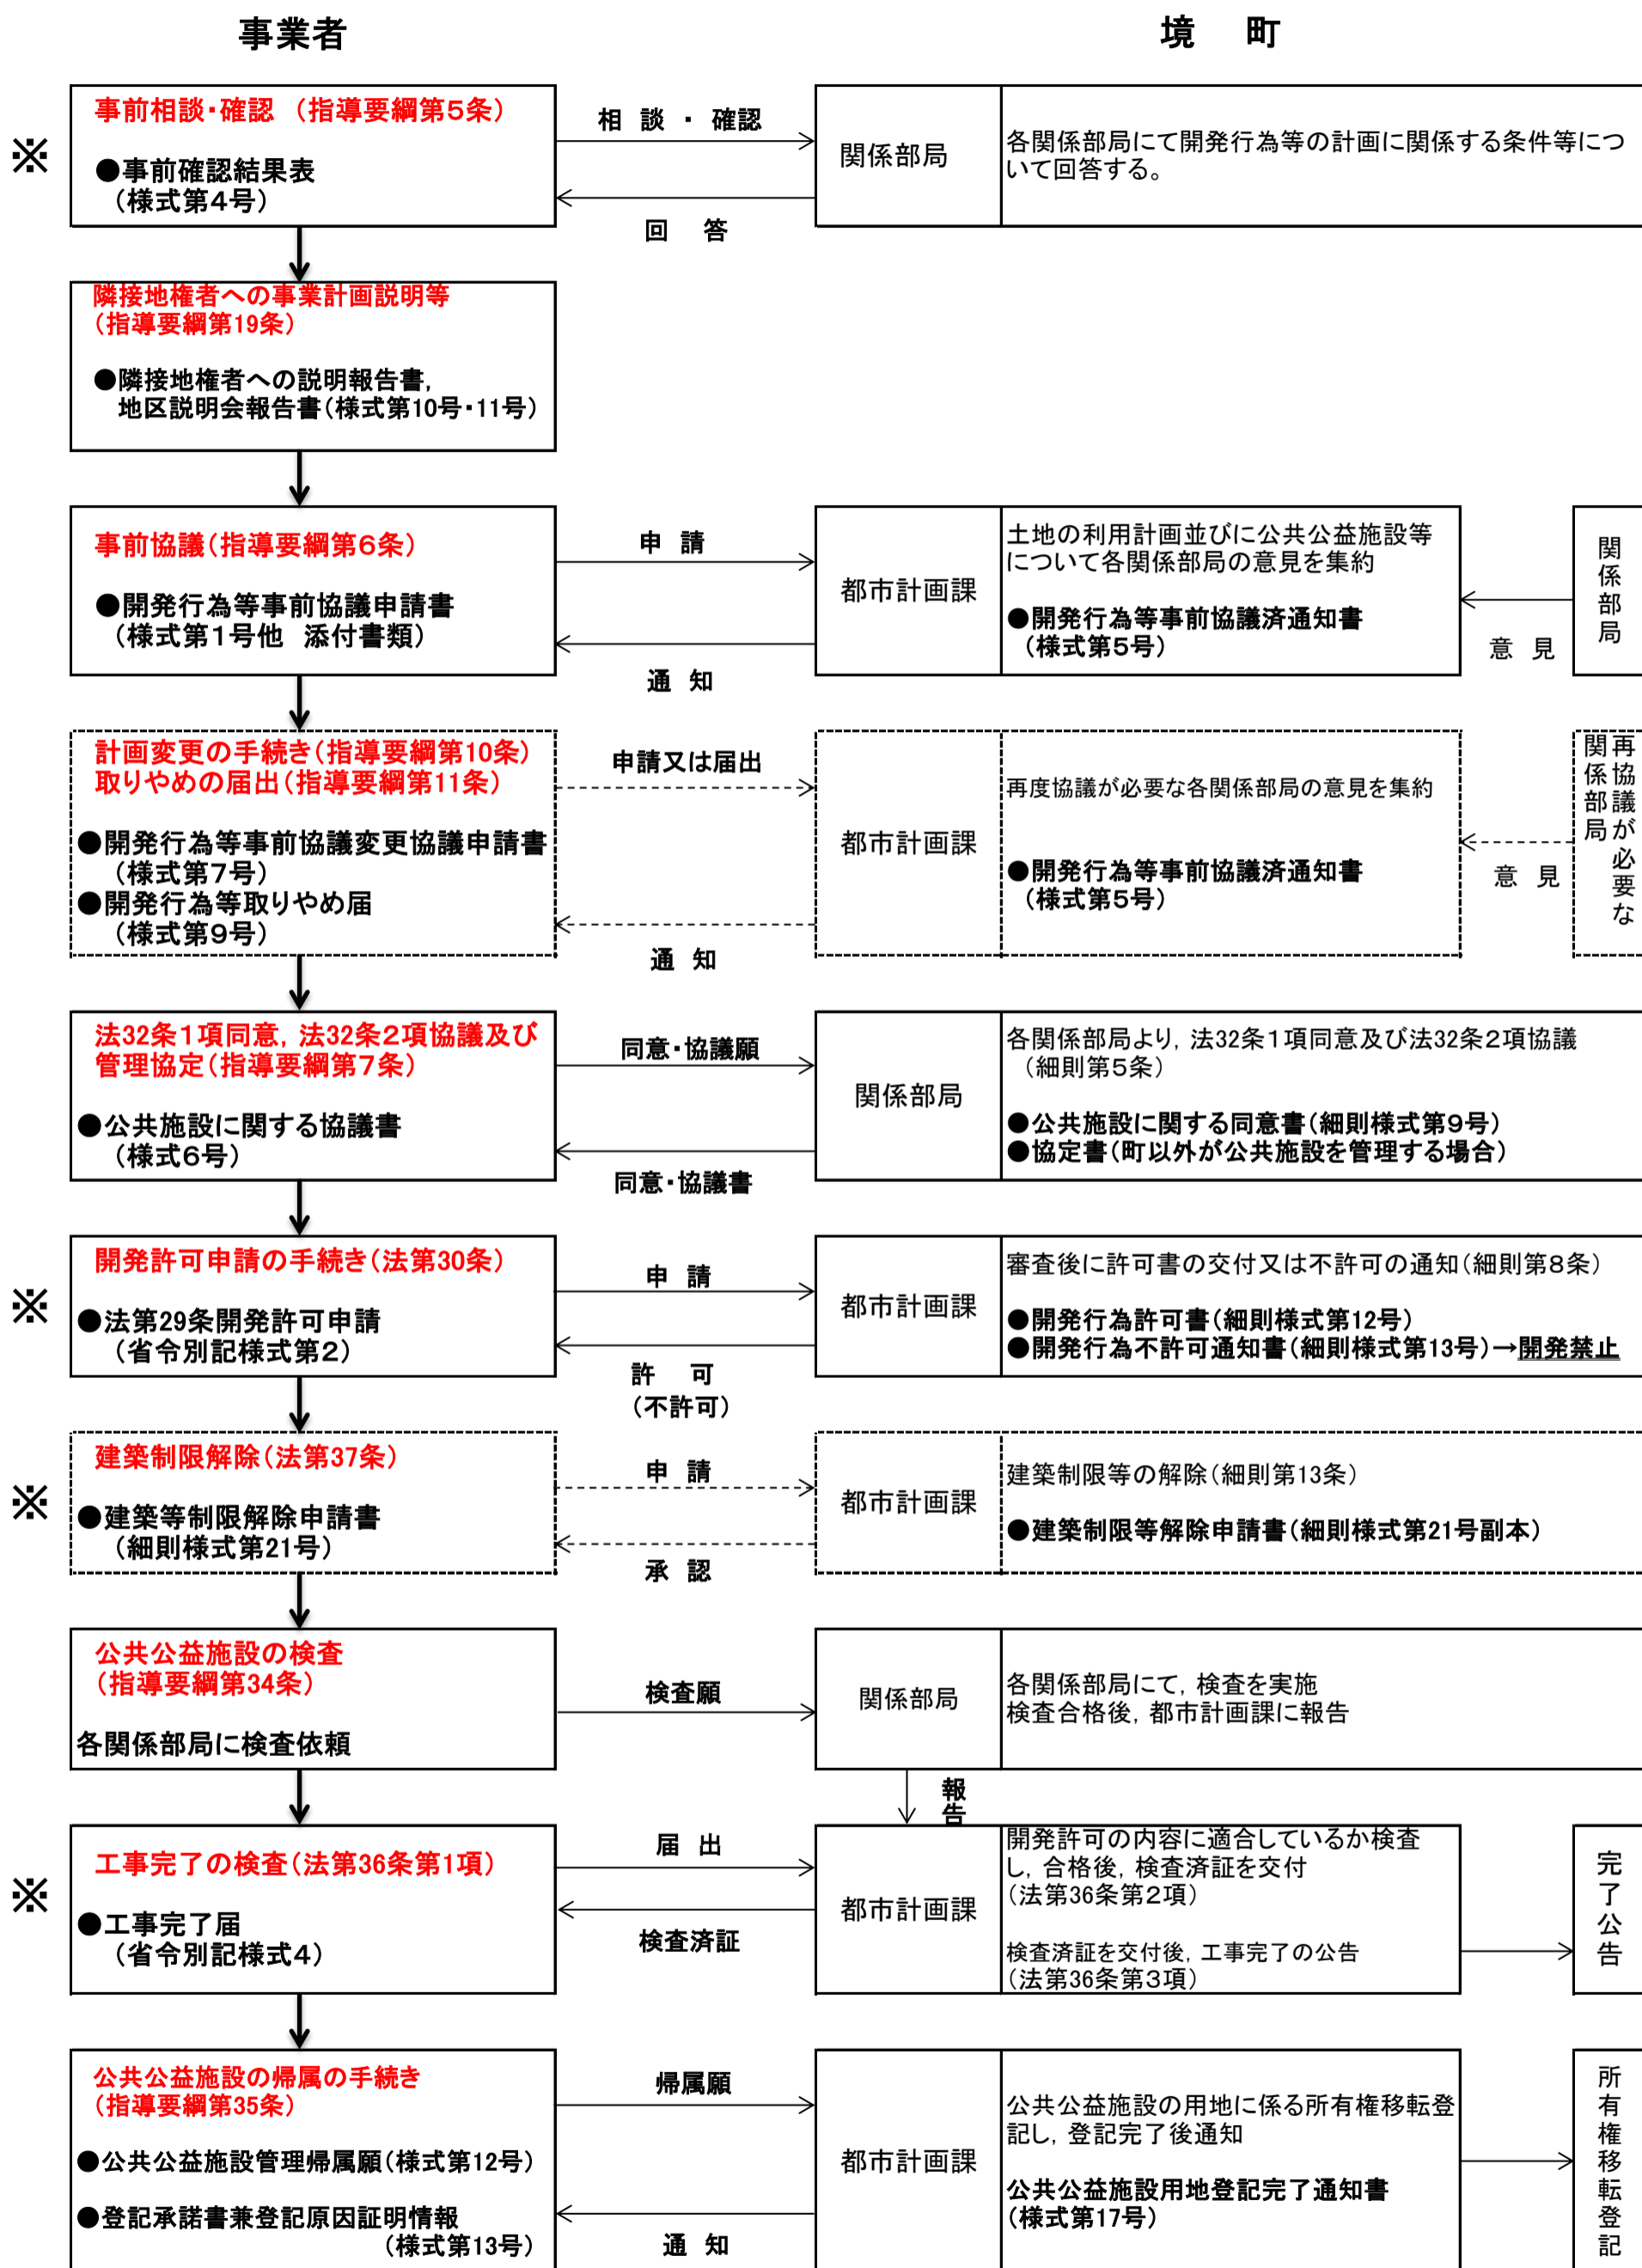 事業者
境　町
※
事前相談・確認　（指導要綱第５条）
●事前確認結果表
（様式第４号）
相　談　・　確認
回　答
関係部局
各関係部局にて開発行為等の計画に関係する条件等につ
いて回答する。
隣接地権者への事業計画説明等
（指導要綱第19条）
●隣接地権者への説明報告書，
地区説明会報告書（様式第10号・11号）
事前協議（指導要綱第６条）
●開発行為等事前協議申請書
（様式第１号他　添付書類）
申　請
通　知
都市計画課
土地の利用計画並びに公共公益施設等
について各関係部局の意見を集約
●開発行為等事前協議済通知書
（様式第５号）
意　見
関係部局
計画変更の手続き（指導要綱第10条）
取りやめの届出（指導要綱第11条）
●開発行為等事前協議変更協議申請書
（様式第７号）
●開発行為等取りやめ届
（様式第９号）
申請又は届出
通　知
都市計画課
再度協議が必要な各関係部局の意見を集約
●開発行為等事前協議済通知書
（様式第５号）
意　見
再協議が必要な
関係部局
法32条１項同意，法32条２項協議及び
管理協定（指導要綱第７条）
●公共施設に関する協議書
（様式６号）
同意・協議願
同意・協議書
関係部局
各関係部局より，法32条１項同意及び法32条２項協議
（細則第５条）
●公共施設に関する同意書（細則様式第９号）
●協定書（町以外が公共施設を管理する場合）
※
開発許可申請の手続き（法第30条）
●法第29条開発許可申請
（省令別記様式第２）
申　請
許　可
（不許可）
都市計画課
審査後に許可書の交付又は不許可の通知（細則第８条）
●開発行為許可書（細則様式第12号）
●開発行為不許可通知書（細則様式第13号）→開発禁止
※
建築制限解除（法第37条）
●建築等制限解除申請書
（細則様式第21号）
申　請
承　認
都市計画課
建築制限等の解除（細則第13条）
●建築制限等解除申請書（細則様式第21号副本）
公共公益施設の検査
（指導要綱第34条）
各関係部局に検査依頼
検査願
関係部局
各関係部局にて，検査を実施
検査合格後，都市計画課に報告
報告
※
工事完了の検査（法第36条第１項）
●工事完了届
（省令別記様式４）
届　出
検査済証
都市計画課
開発許可の内容に適合しているか検査
し，合格後，検査済証を交付
（法第36条第２項）
検査済証を交付後，工事完了の公告
（法第36条第３項）
完了公告
公共公益施設の帰属の手続き
（指導要綱第35条）
●公共公益施設管理帰属願（様式第12号）
●登記承諾書兼登記原因証明情報
（様式第13号）
帰属願
通　知
都市計画課
公共公益施設の用地に係る所有権移転登
記し，登記完了後通知
公共公益施設用地登記完了通知書
（様式第17号）
所有権移転登記